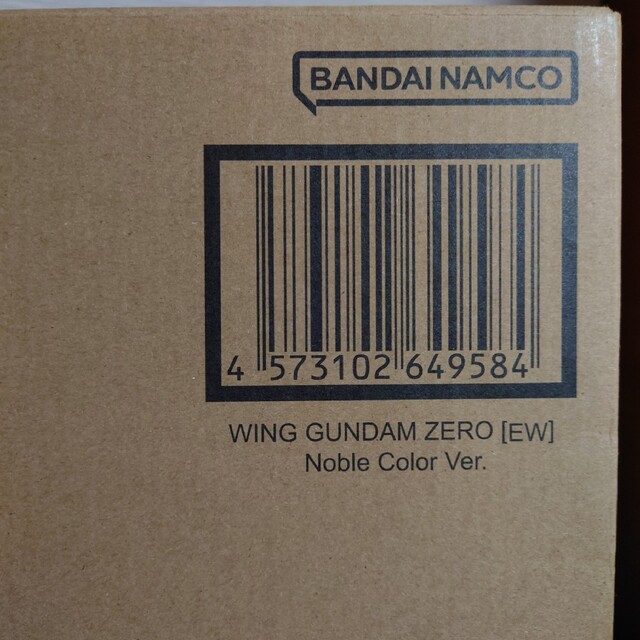 BANDAI NAMCO
4 573102 649584
WING GUNDAM ZERO [EW]
Noble Color Ver.